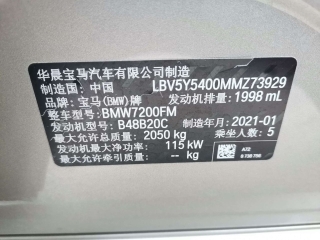 华晨宝马汽车有限公司制造
制造国：中国 LBV5Y5400MMZ73929
品牌：宝马(BMW)牌 发动机排量：1998 mL
整车型号：BMW7200FM
发动机型号：B48B20C 制造年月：2021-01
最大允许总质量：2050 kg 乘坐人数：5
发动机最大净功率：115 kW
最大允许牵引质量：-- kg